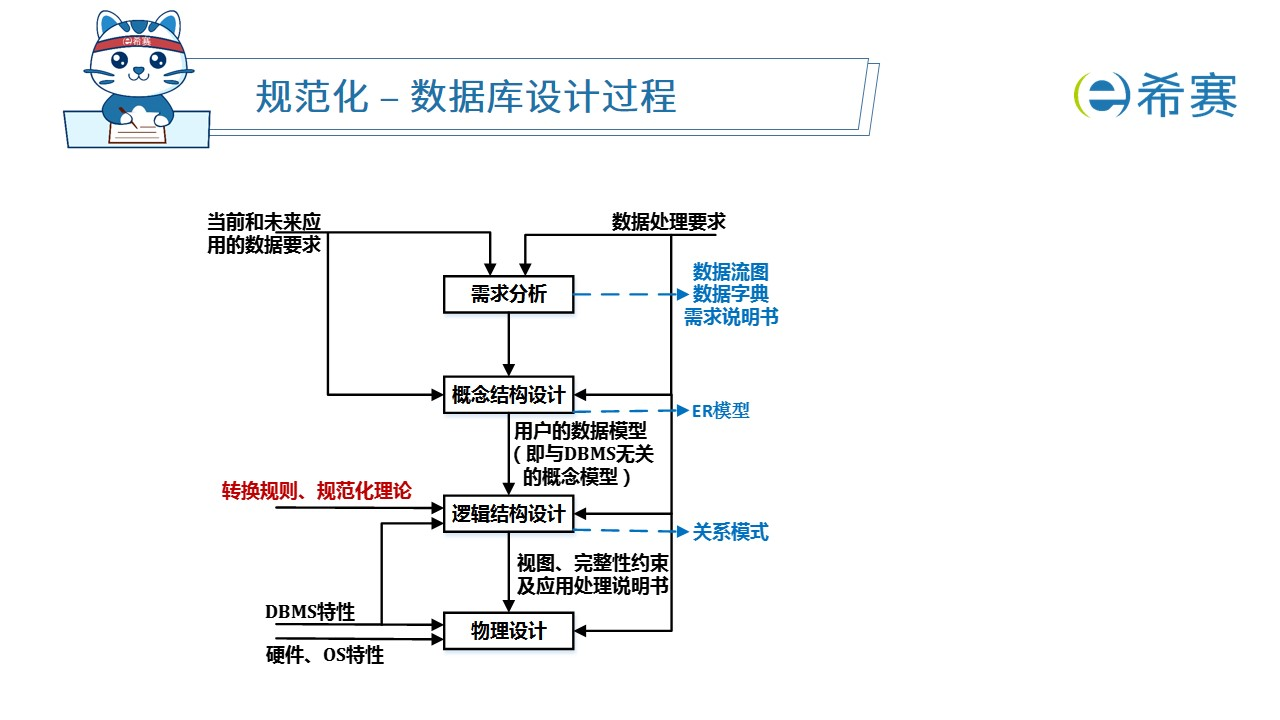 希赛
规范化 – 数据库设计过程
希赛
当前和未来应
用的数据要求
数据处理要求
需求分析
数据流图
数据字典
需求说明书
概念结构设计
ER模型
用户的数据模型
（即与DBMS无关
的概念模型）
转换规则、规范化理论
逻辑结构设计
关系模式
视图、完整性约束
及应用处理说明书
DBMS特性
物理设计
硬件、OS特性